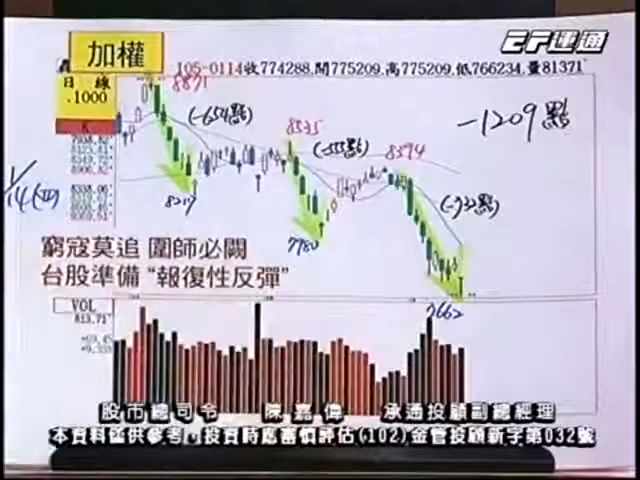 加權
EF運通
105-0114收774288,開775209,高775209,低766234,量81371
日 線
.1000
8871
(-654點)
-1209點
8535
(-555點)
8394
1/14(四)
8217
(-732點)
7780
窮寇莫追 圍師必闕
台股準備“報復性反彈”
7662
VOL
813.71
股市總司令 陳嘉偉 承通投顧副總經理
本資料僅供參考,投資時應審慎評估(102)金管投顧新字第032號